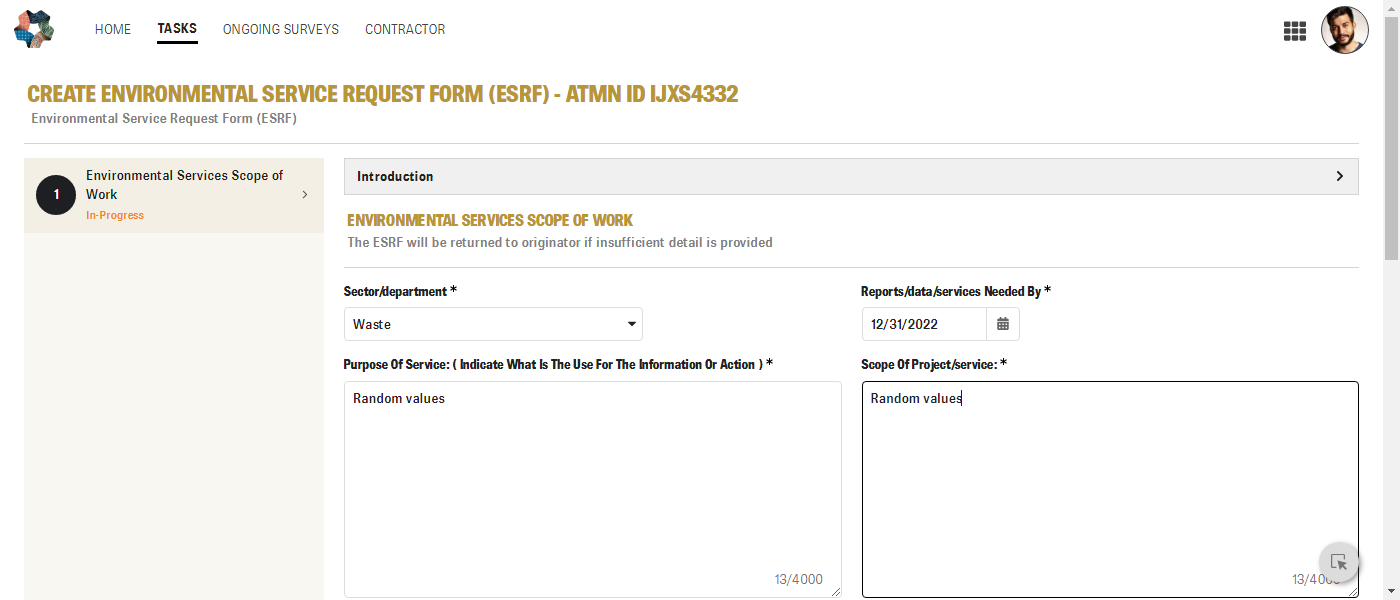 HOME TASKS ONGOING SURVEYS CONTRACTOR
CREATE ENVIRONMENTAL SERVICE REQUEST FORM (ESRF) - ATMN ID IJXS4332
Environmental Service Request Form (ESRF)
1
Environmental Services Scope of
Work
In-Progress
Introduction
ENVIRONMENTAL SERVICES SCOPE OF WORK
The ESRF will be returned to originator if insufficient detail is provided
Sector/department *
Reports/data/services Needed By *
Waste
12/31/2022
Purpose Of Service: ( Indicate What Is The Use For The Information Or Action ) *
Scope Of Project/service: *
Random values
Random values
13/4000
13/4000